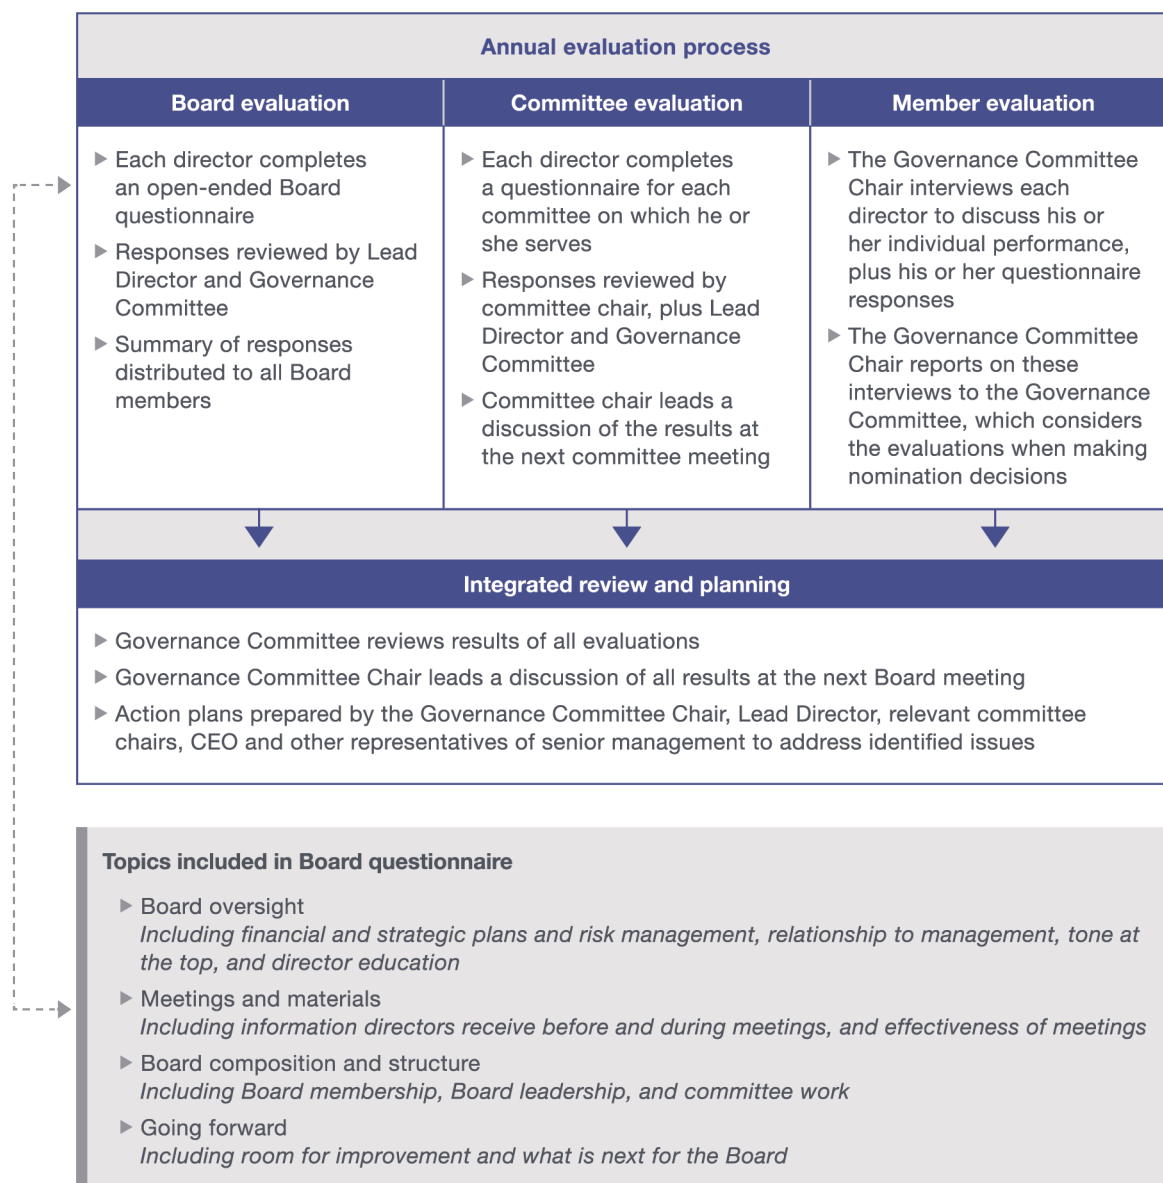 Annual evaluation process
Board evaluation
Each director completes
an open-ended Board
questionnaire
Responses reviewed by Lead
Director and Governance
Committee
Summary of responses
distributed to all Board
members
Committee evaluation
Each director completes
a questionnaire for each
committee on which he or
she serves
Responses reviewed by
committee chair, plus Lead
Director and Governance
Committee
Committee chair leads a
discussion of the results at
the next committee meeting
Member evaluation
The Governance Committee
Chair interviews each
director to discuss his or
her individual performance,
plus his or her questionnaire
responses
The Governance Committee
Chair reports on these
interviews to the Governance
Committee, which considers
the evaluations when making
nomination decisions
Integrated review and planning
Governance Committee reviews results of all evaluations
Governance Committee Chair leads a discussion of all results at the next Board meeting
Action plans prepared by the Governance Committee Chair, Lead Director, relevant committee
chairs, CEO and other representatives of senior management to address identified issues
Topics included in Board questionnaire
Board oversight
Including financial and strategic plans and risk management, relationship to management, tone at
the top, and director education
Meetings and materials
Including information directors receive before and during meetings, and effectiveness of meetings
Board composition and structure
Including Board membership, Board leadership, and committee work
Going forward
Including room for improvement and what is next for the Board